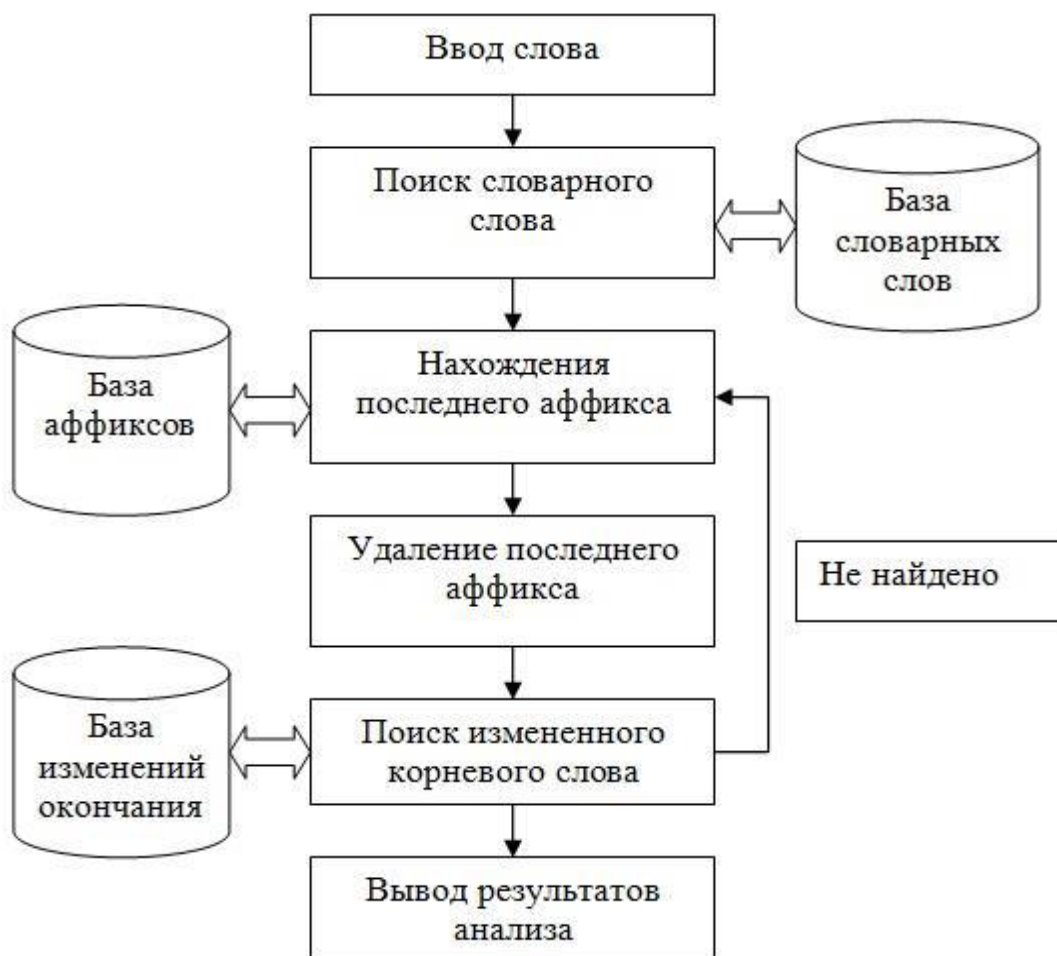 Ввод слова
Поиск словарного
слова
База
словарных
слов
Нахождения
последнего аффикса
База
аффиксов
Удаление последнего
аффикса
Не найдено
Поиск измененного
корневого слова
База
изменений
окончания
Вывод результатов
анализа